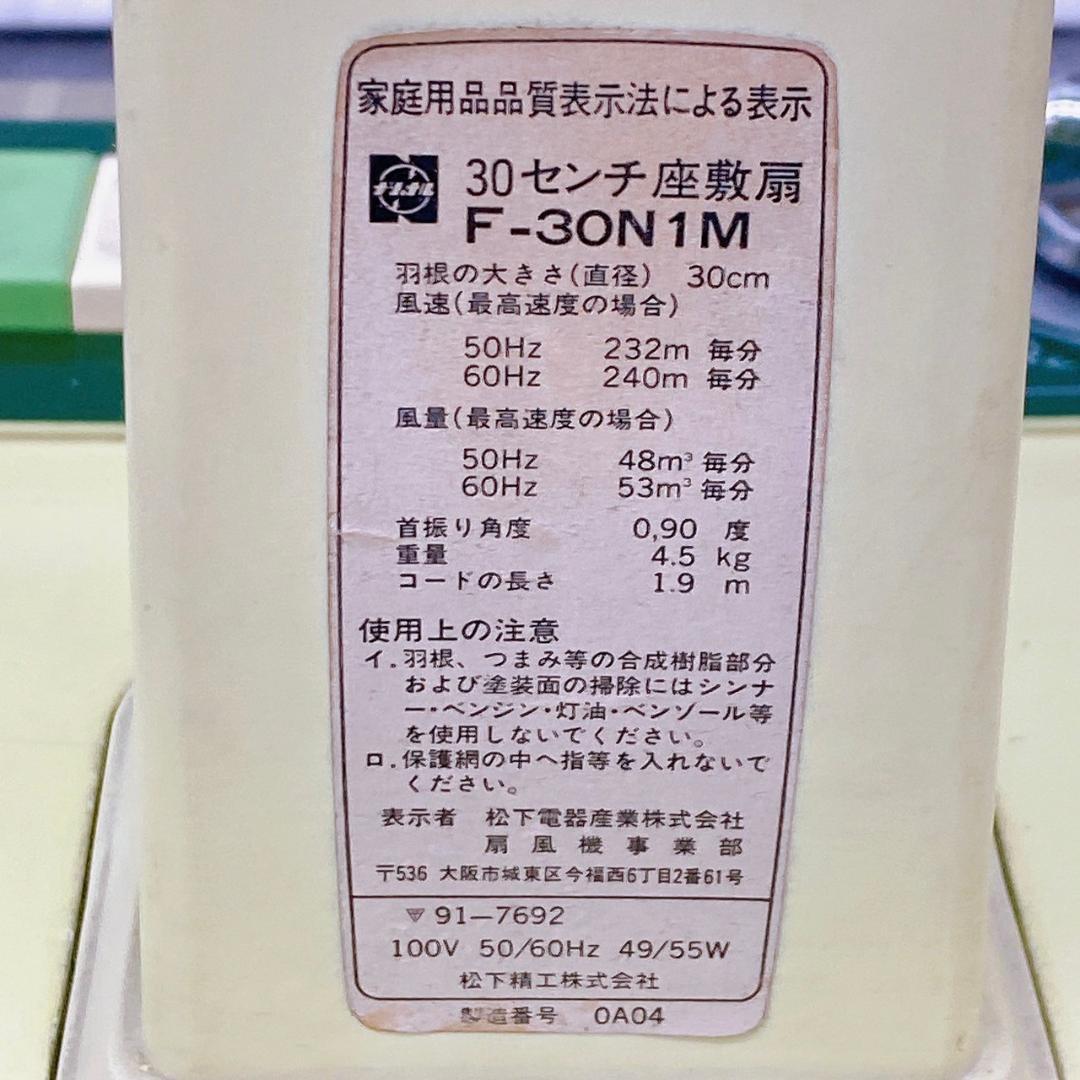 家庭用品品質表示法による表示
ナショナル
30センチ座敷扇
F-30N1M
羽根の大きさ(直径) 30cm
風速(最高速度の場合)
50Hz 232m 毎分
60Hz 240m 毎分
風量(最高速度の場合)
50Hz 48m³ 毎分
60Hz 53m³ 毎分
首振り角度 0,90 度
重量 4.5 kg
コードの長さ 1.9 m
使用上の注意
イ.羽根、つまみ等の合成樹脂部分
および塗装面の掃除にはシンナ
ー・ベンジン・灯油・ベンゾール等
を使用しないでください。
ロ.保護網の中へ指等を入れないで
ください。
表示者 松下電器産業株式会社
扇風機事業部
〒536 大阪市城東区今福西6丁目2番61号
91-7692
100V 50/60Hz 49/55W
松下精工株式会社
製造番号 0A04